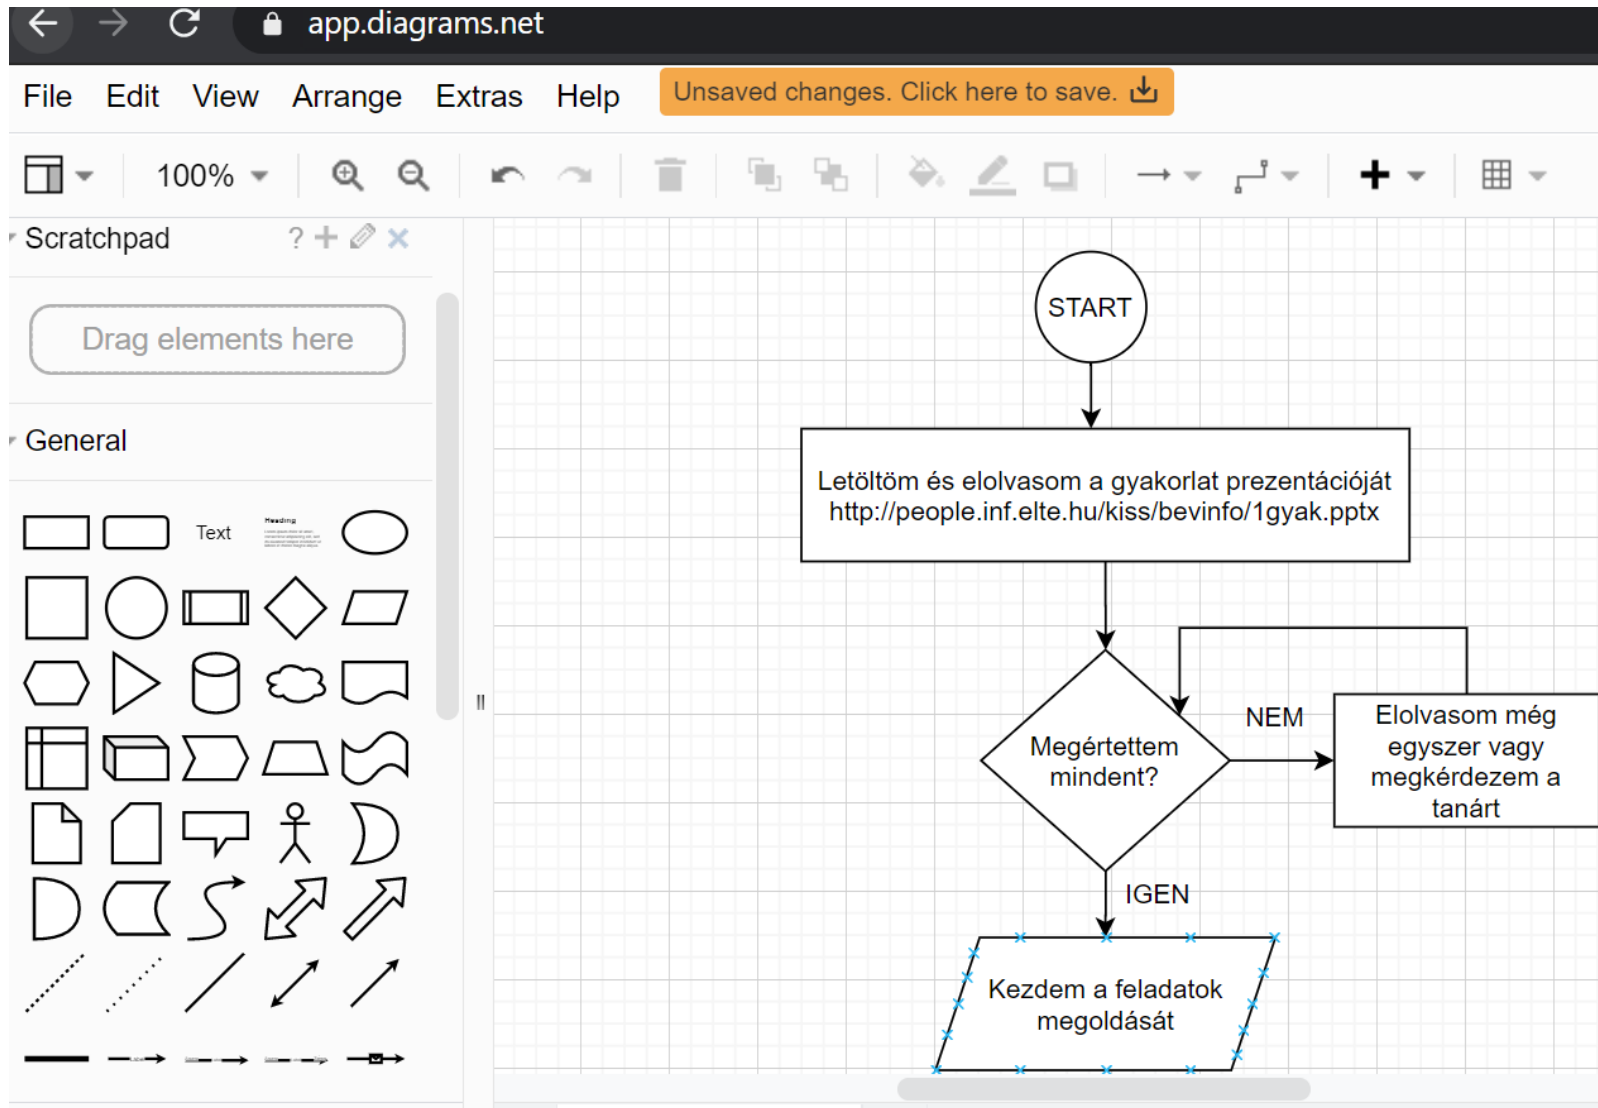 app.diagrams.net
File Edit View Arrange Extras Help Unsaved changes. Click here to save.
100%
Scratchpad ?
Drag elements here
General
Text
Heading
START
Letöltöm és elolvasom a gyakorlat prezentációját
http://people.inf.elte.hu/kiss/bevinfo/1gyak.pptx
Megértettem
mindent?
NEM
Elolvasom még
egyszer vagy
megkérdezem a
tanárt
IGEN
Kezdem a feladatok
megoldását